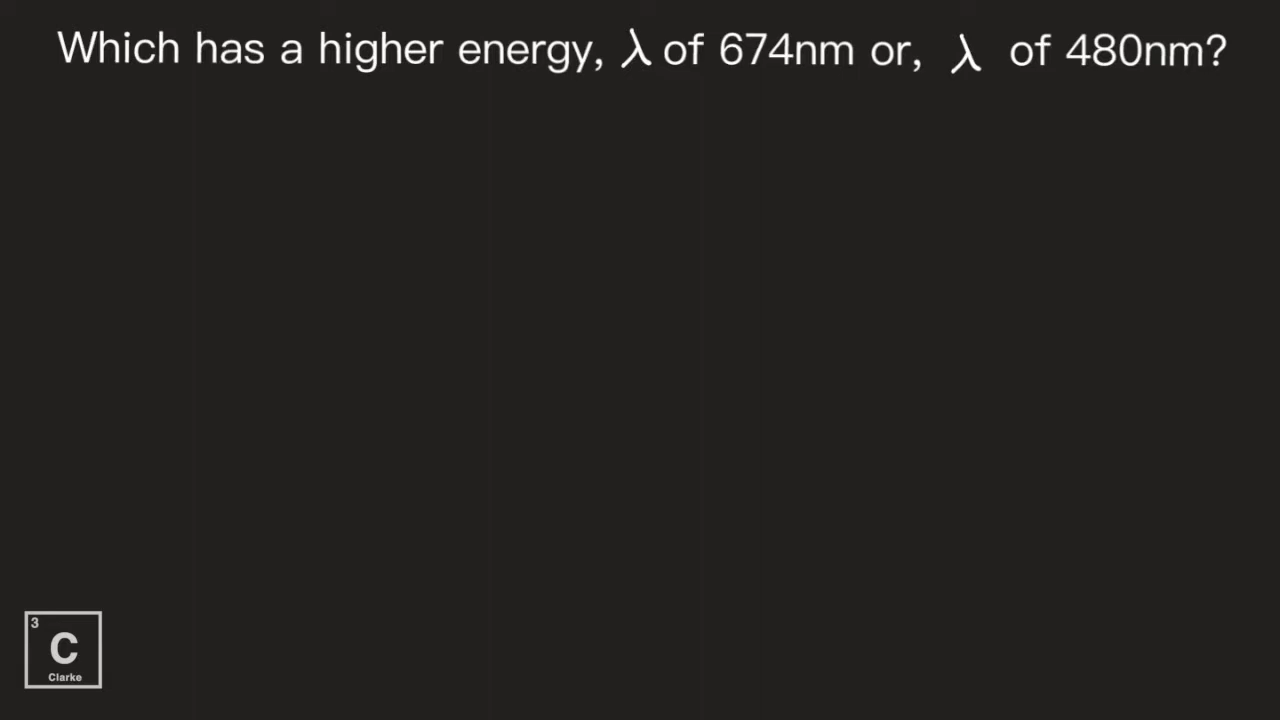 Which has a higher energy, λ of 674nm or, λ of 480nm?
3
C
Clarke